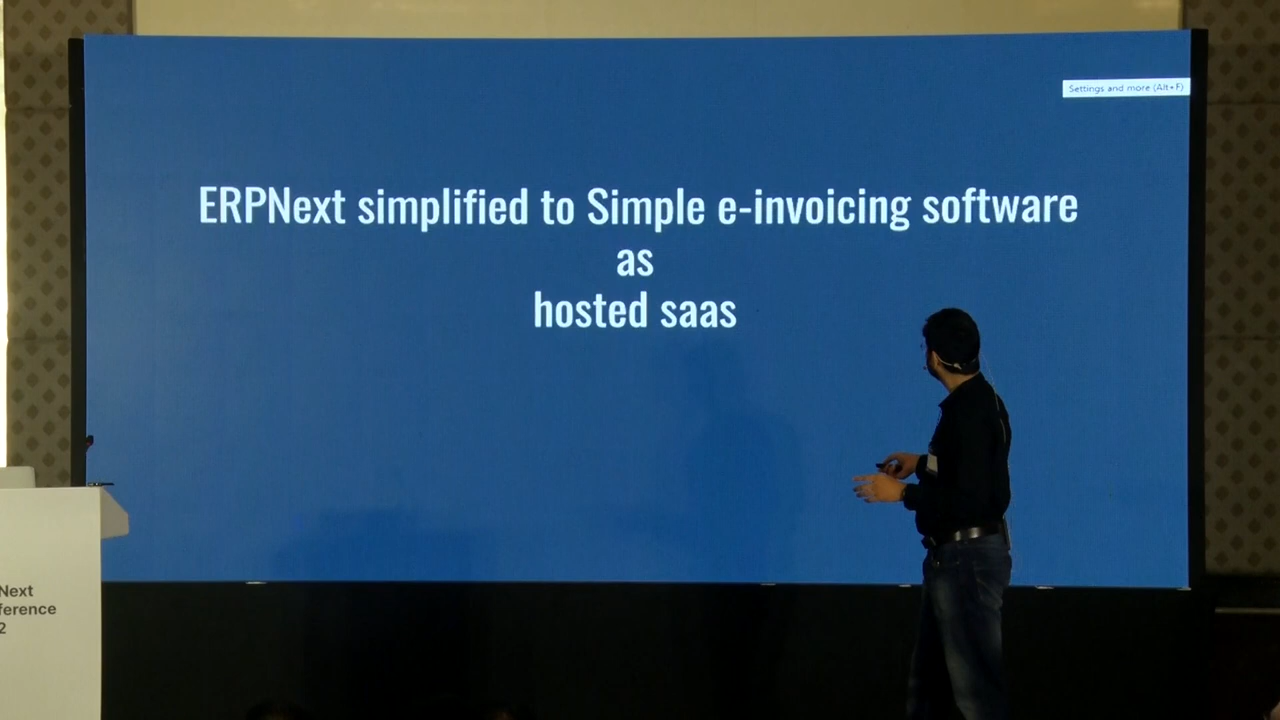 Settings and more (Alt+F)
ERPNext simplified to Simple e-invoicing software
as
hosted saas
Next
ference
2